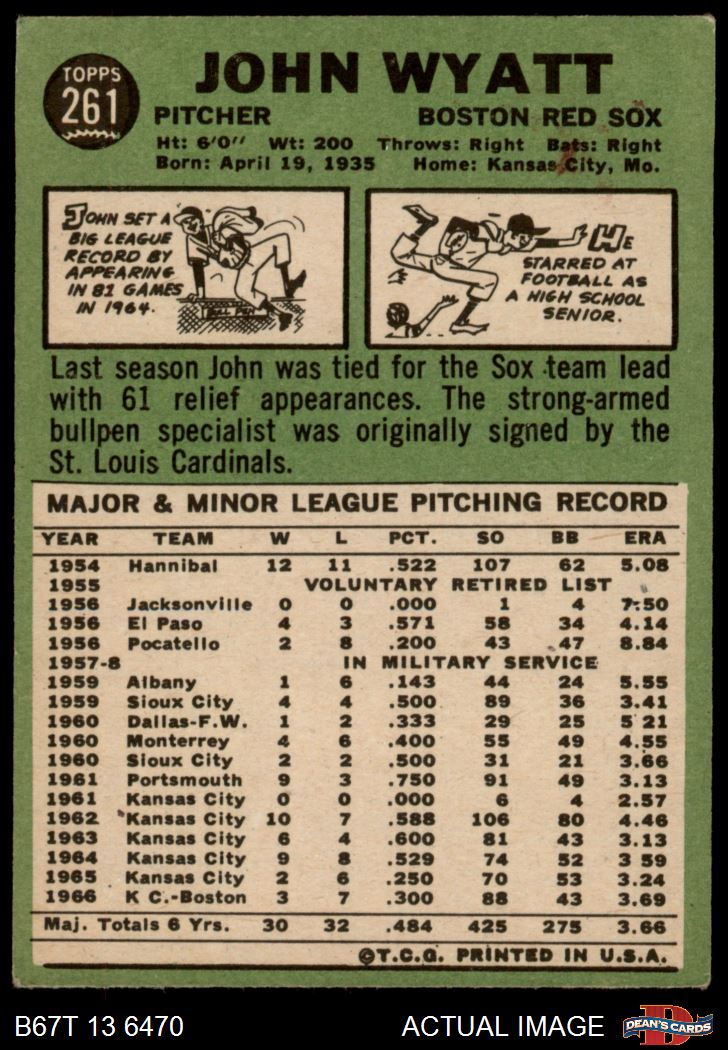 TOPPS
261
JOHN WYATT
PITCHER BOSTON RED SOX
Ht: 6'0" Wt: 200 Throws: Right Bats: Right
Born: April 19, 1935 Home: Kansas City, Mo.
JOHN SET A
BIG LEAGUE
RECORD BY
APPEARING
IN 81 GAMES
IN 1964.
BULL PEN
HE
STARRED AT
FOOTBALL AS
A HIGH SCHOOL
SENIOR.
Last season John was tied for the Sox team lead
with 61 relief appearances. The strong-armed
bullpen specialist was originally signed by the
St. Louis Cardinals.
MAJOR & MINOR LEAGUE PITCHING RECORD
YEAR TEAM W L PCT. SO BB ERA
1954 Hannibal 12 11 .522 107 62 5.08
1955 VOLUNTARY RETIRED LIST
1956 Jacksonville 0 0 .000 1 4 7.50
1956 El Paso 4 3 .571 58 34 4.14
1956 Pocatello 2 8 .200 43 47 8.84
1957-8 IN MILITARY SERVICE
1959 Albany 1 6 .143 44 24 5.55
1959 Sioux City 4 4 .500 89 36 3.41
1960 Dallas-F.W. 1 2 .333 29 25 5 21
1960 Monterrey 4 6 .400 55 49 4.55
1960 Sioux City 2 2 .500 31 21 3.66
1961 Portsmouth 9 3 .750 91 49 3.13
1961 Kansas City 0 0 .000 6 4 2.57
1962 Kansas City 10 7 .588 106 80 4.46
1963 Kansas City 6 4 .600 81 43 3.13
1964 Kansas City 9 8 .529 74 52 3 59
1965 Kansas City 2 6 .250 70 53 3.24
1966 K C.-Boston 3 7 .300 88 43 3.69
Maj. Totals 6 Yrs. 30 32 .484 425 275 3.66
©T.C.G. PRINTED IN U.S.A.
B67T 13 6470 ACTUAL IMAGE D DEAN'S CARDS